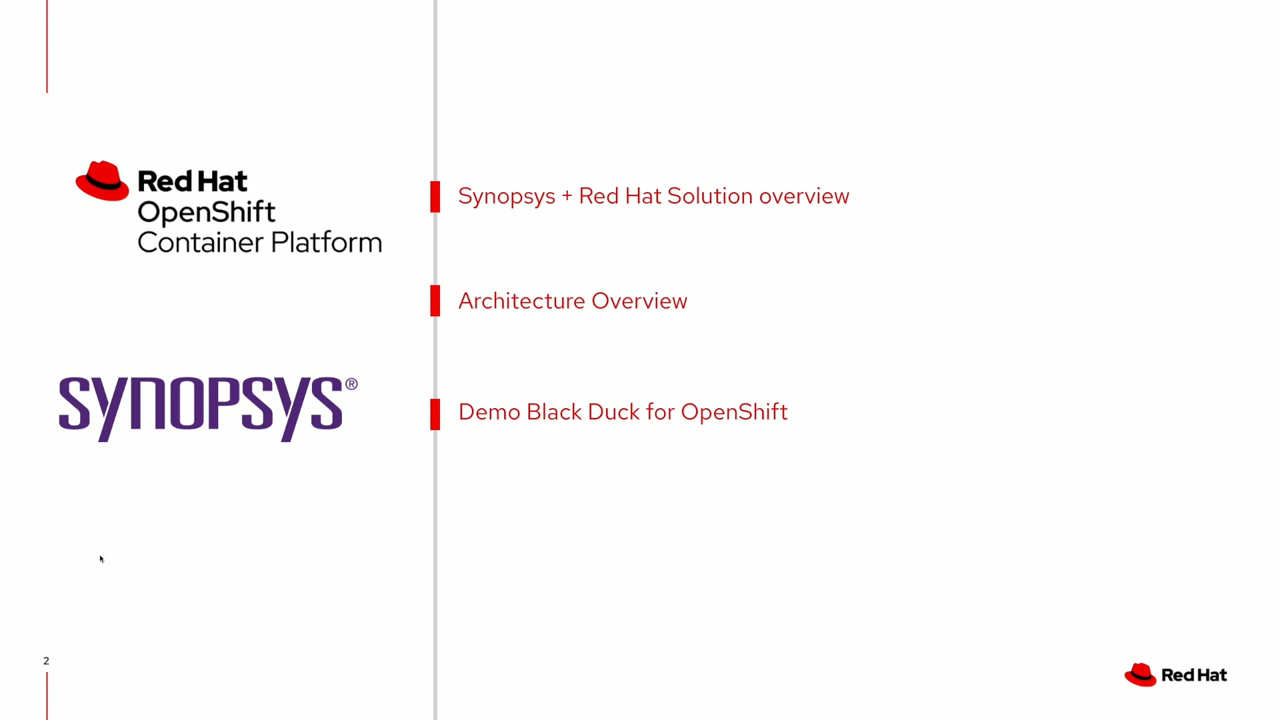 Red Hat
OpenShift
Container Platform
SYNOPSYS®
Synopsys + Red Hat Solution overview
Architecture Overview
Demo Black Duck for OpenShift
2
Red Hat